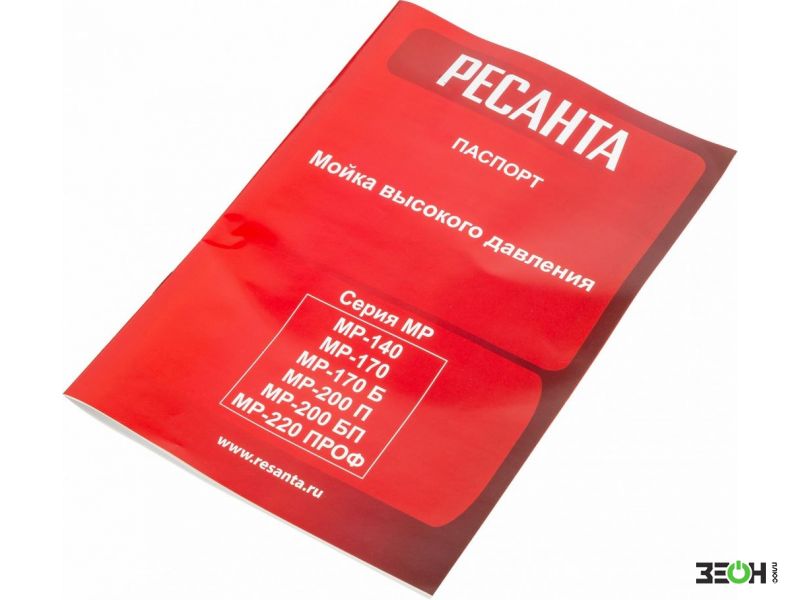 РЕСАНТА
ПАСПОРТ
Мойка высокого давления
Серия МР
МР-140
МР-170
МР-170 Б
МР-200 П
МР-200 БП
МР-220 ПРОФ
www.resanta.ru
ЗЕОН